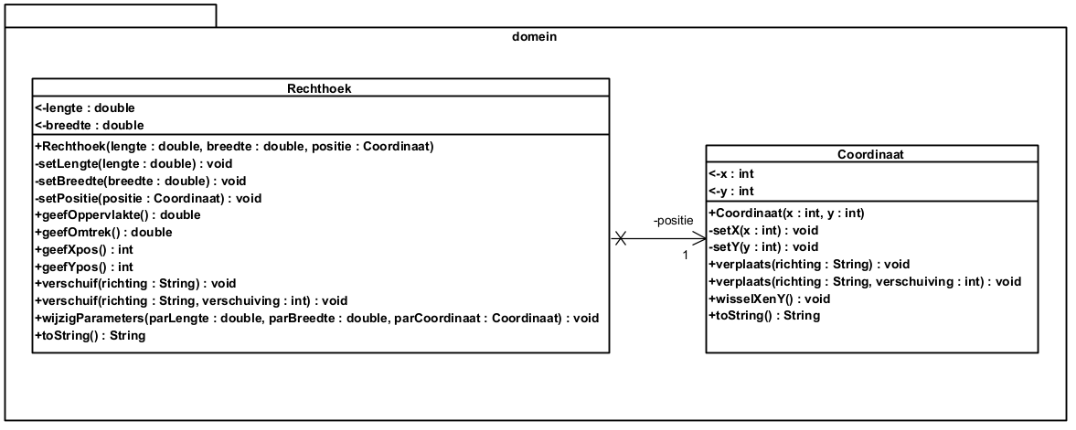 domein
Rechthoek
<-lengte : double
<-breedte : double
+Rechthoek(lengte : double, breedte : double, positie : Coordinaat)
-setLengte(lengte : double) : void
-setBreedte(breedte : double) : void
-setPositie(positie : Coordinaat) : void
+geefOppervlakte() : double
+geefOmtrek() : double
+geefXpos() : int
+geefYpos() : int
+verschuif(richting : String) : void
+verschuif(richting : String, verschuiving : int) : void
+wijzigParameters(parLengte : double, parBreedte : double, parCoordinaat : Coordinaat) : void
+toString() : String
-positie
1
Coordinaat
<-x : int
<-y : int
+Coordinaat(x : int, y : int)
-setX(x : int) : void
-setY(y : int) : void
+verplaats(richting : String) : void
+verplaats(richting : String, verschuiving : int) : void
+wisselXenY() : void
+toString() : String